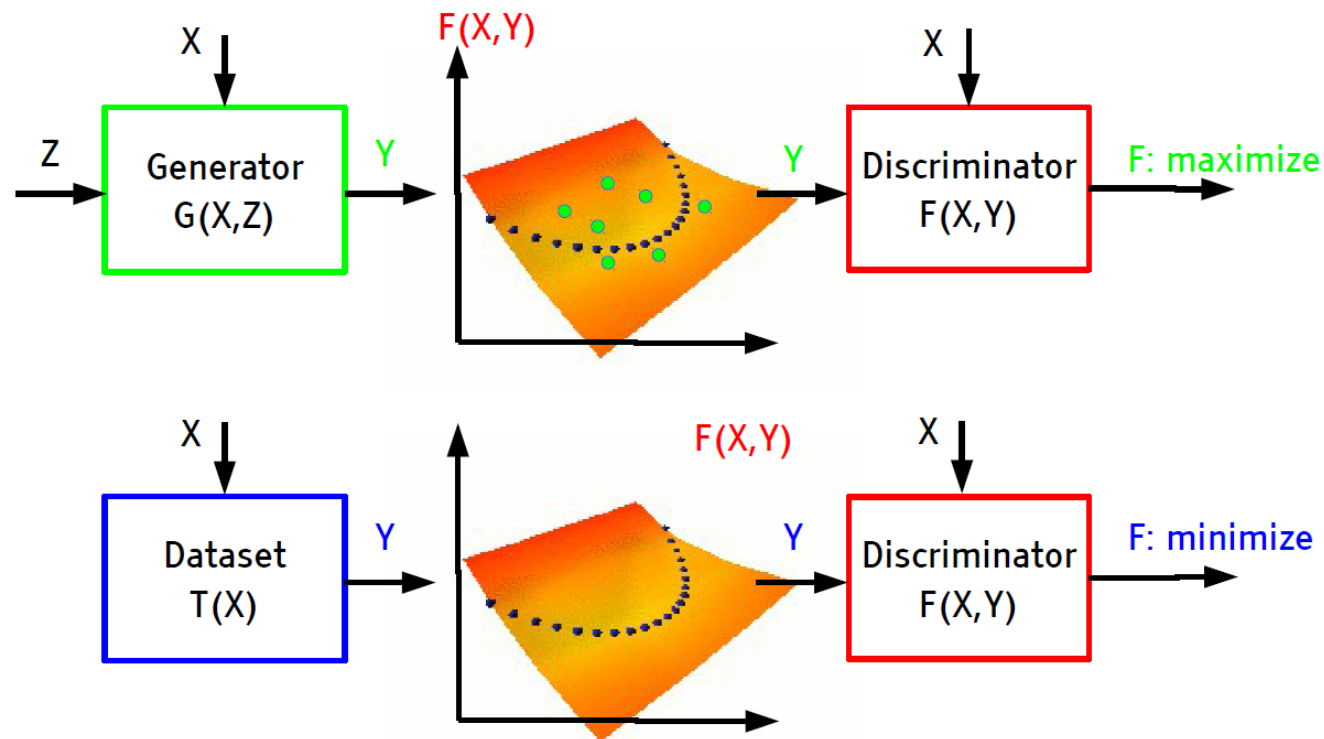 X
F(X,Y)
X
Z
Generator
G(X,Z)
Y
Y
Discriminator
F(X,Y)
F: maximize
X
F(X,Y)
X
Dataset
T(X)
Y
Y
Discriminator
F(X,Y)
F: minimize